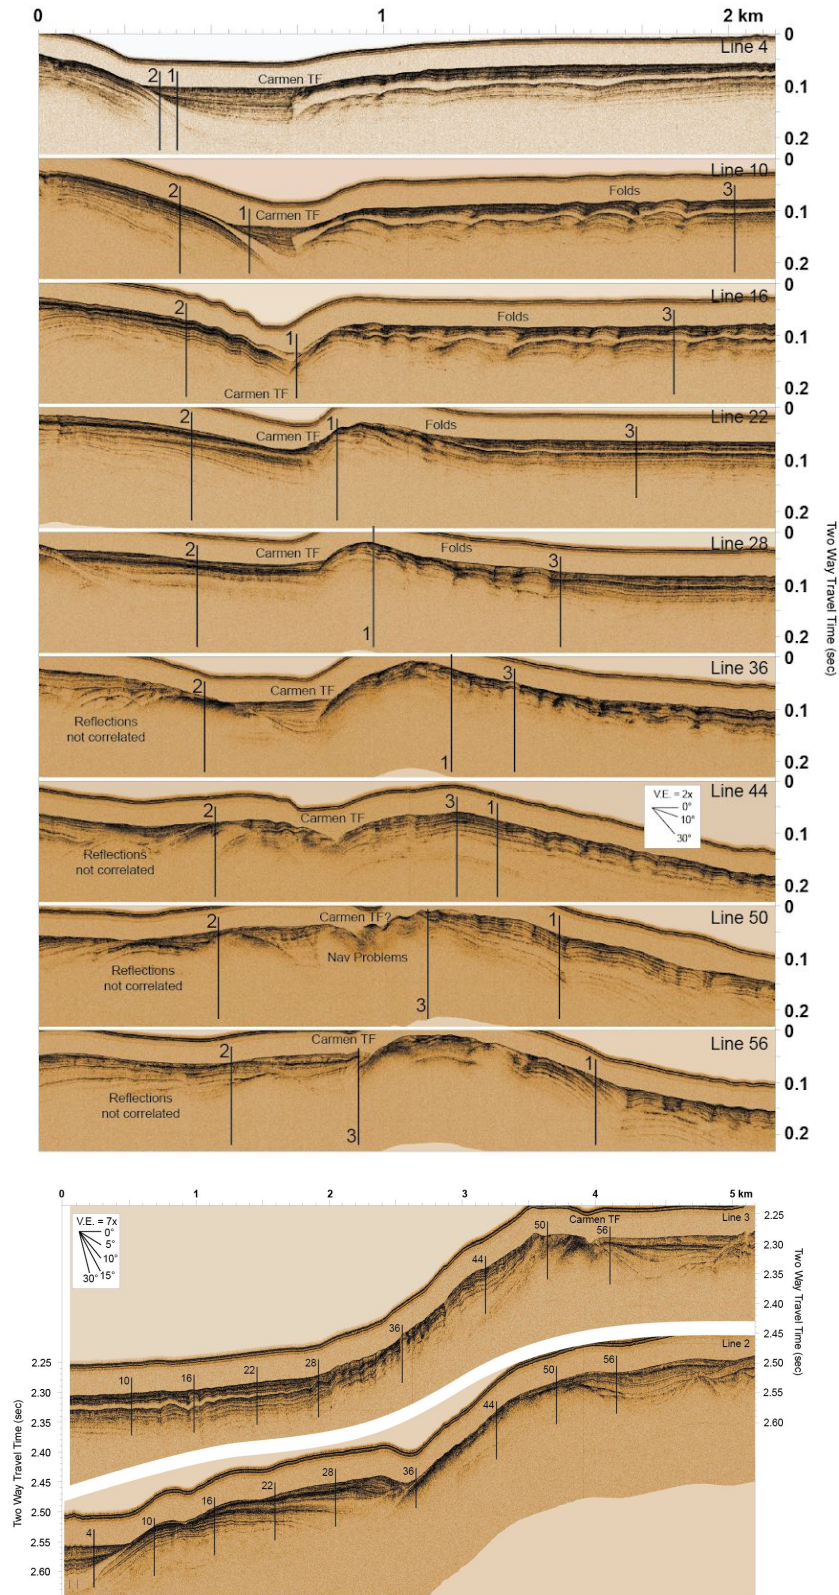 0 1 2 km
0
Line 4
2 1
Carmen TF
0.1
0.2
0
Line 10
2
1
Carmen TF
Folds
3
0.1
0.2
0
Line 16
2
1
Carmen TF
Folds
3
0.1
0.2
0
Line 22
2
Carmen TF
1
Folds
3
0.1
0.2
0
Line 28
2
Carmen TF
1
Folds
3
0.1
0.2
Two Way Travel Time (sec)
0
Line 36
Reflections
not correlated
2
Carmen TF
1
3
0.1
0.2
0
Line 44
Reflections
not correlated
2
Carmen TF
3
1
V.E. = 2x
0°
10°
30°
0.1
0.2
0
Line 50
Reflections
not correlated
2
Carmen TF?
Nav Problems
3
1
0.1
0.2
0
Line 56
Reflections
not correlated
2
Carmen TF
3
1
0.1
0.2
0 1 2 3 4 5 km
V.E. = 7x
0°
5°
10°
30° 15°
Line 3
Carmen TF
10
16
22
28
36
44
50
56
2.25
2.30
2.35
2.40
2.45
2.50
2.55
2.60
Two Way Travel Time (sec)
Line 2
4
10
16
22
28
36
44
50
56
2.25
2.30
2.35
2.40
2.45
2.50
2.55
2.60
Two Way Travel Time (sec)